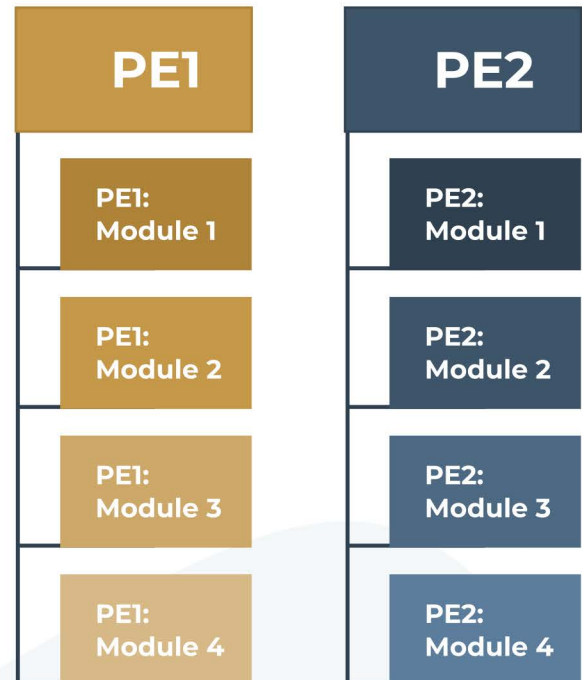 PE1
PE1:
Module 1
PE1:
Module 2
PE1:
Module 3
PE1:
Module 4
PE2
PE2:
Module 1
PE2:
Module 2
PE2:
Module 3
PE2:
Module 4